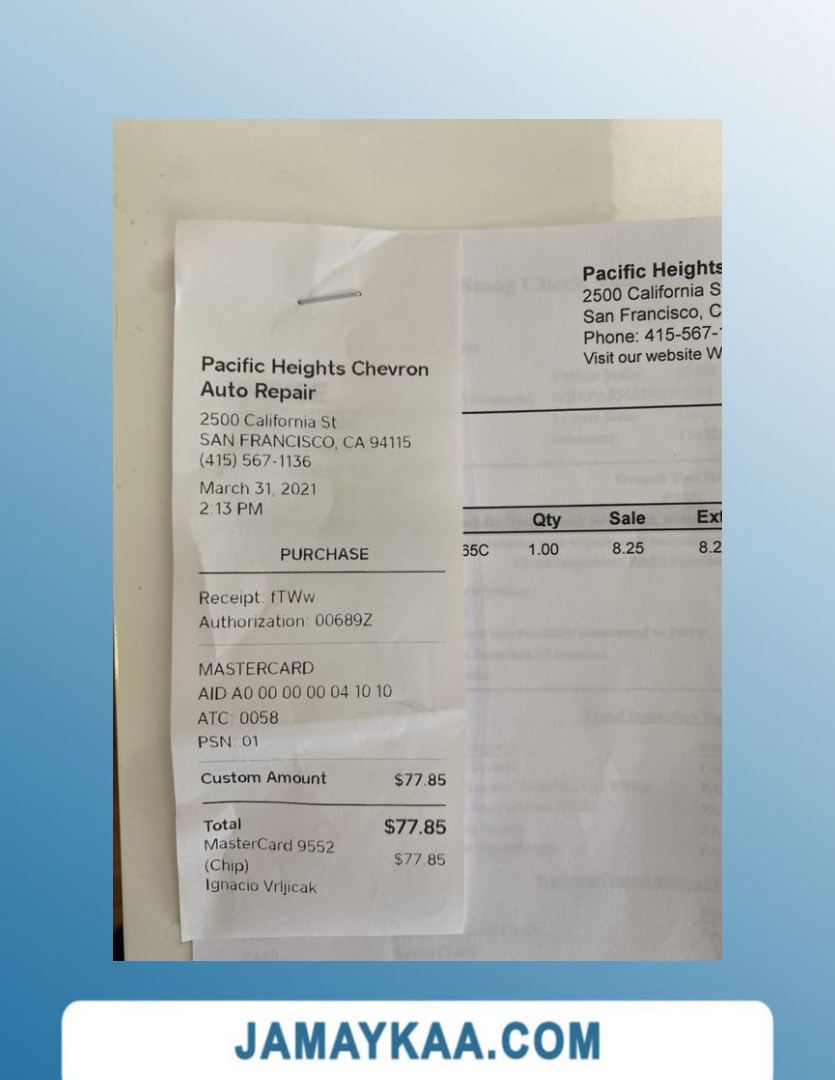 Pacific Heights Chevron
Auto Repair
2500 California St
SAN FRANCISCO, CA 94115
(415) 567-1136
March 31, 2021
2:13 PM
PURCHASE
Receipt: fTWw
Authorization: 00689Z
MASTERCARD
AID A0 00 00 00 04 10 10
ATC: 0058
PSN: 01
Custom Amount $77.85
Total $77.85
MasterCard 9552
(Chip) $77.85
Ignacio Vrljicak
Pacific Heights
2500 California S
San Francisco, C
Phone: 415-567-
Visit our website W
Qty Sale Ext
65C 1.00 8.25 8.2
JAMAYKAA.COM